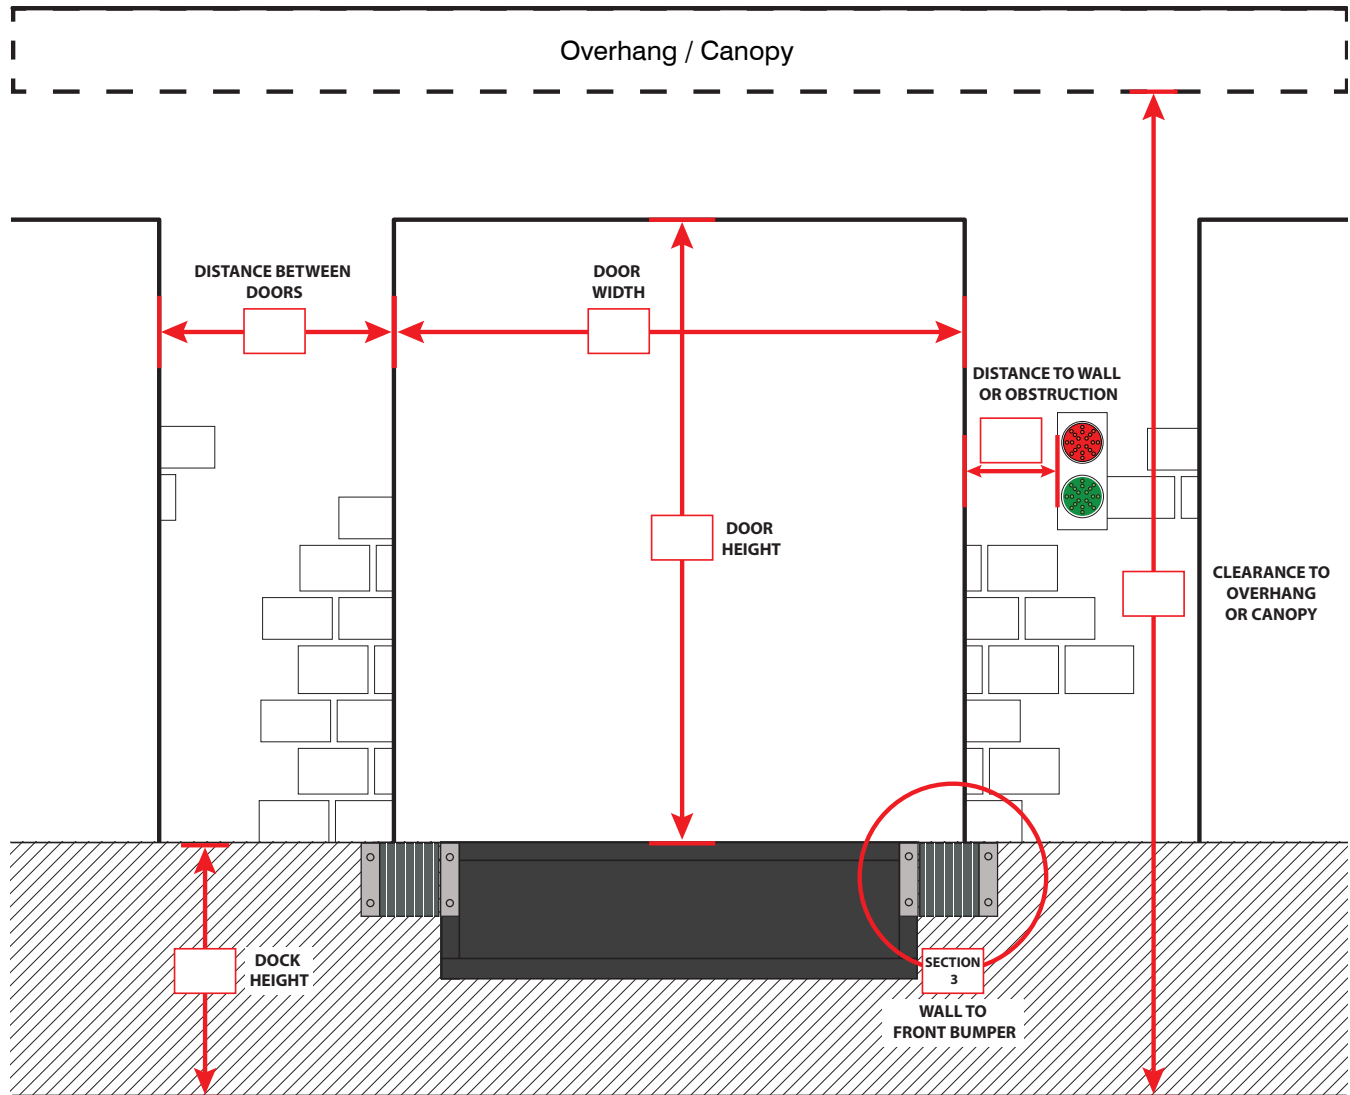 Overhang / Canopy
DISTANCE BETWEEN
DOORS
DOOR
WIDTH
DISTANCE TO WALL
OR OBSTRUCTION
DOOR
HEIGHT
CLEARANCE TO
OVERHANG
OR CANOPY
DOCK
HEIGHT
SECTION
3
WALL TO
FRONT BUMPER